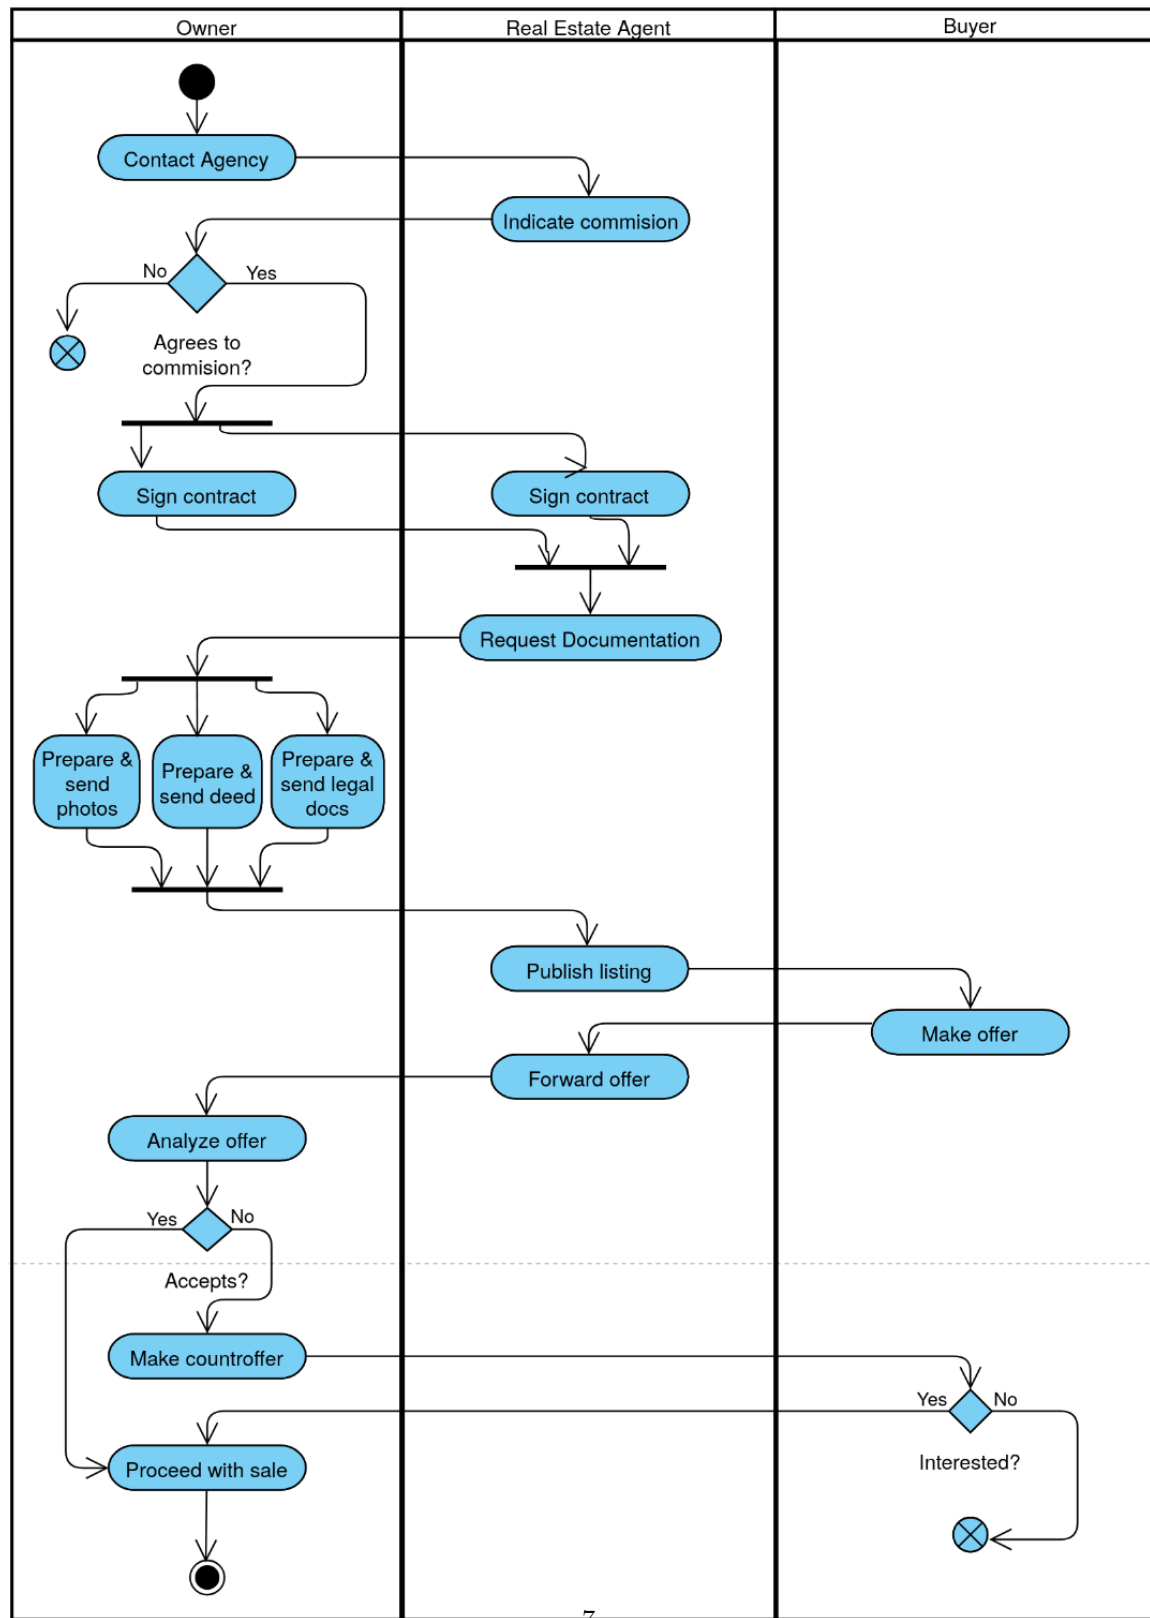 Owner
Real Estate Agent
Buyer
Contact Agency
Indicate commision
No
Yes
Agrees to
commision?
Sign contract
Sign contract
Request Documentation
Prepare &
send
photos
Prepare &
send deed
Prepare &
send legal
docs
Publish listing
Make offer
Forward offer
Analyze offer
Yes
No
Accepts?
Make countroffer
Yes
No
Interested?
Proceed with sale
7